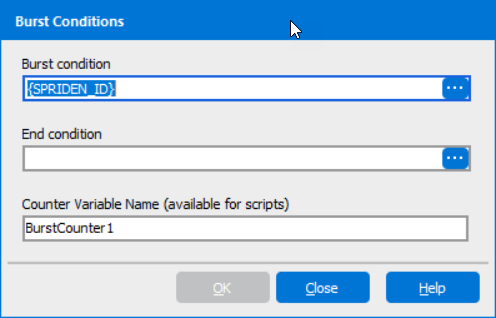 Burst Conditions
Burst condition
{SPRIDEN_ID}
...
End condition
...
Counter Variable Name (available for scripts)
BurstCounter1
OK
Close
Help